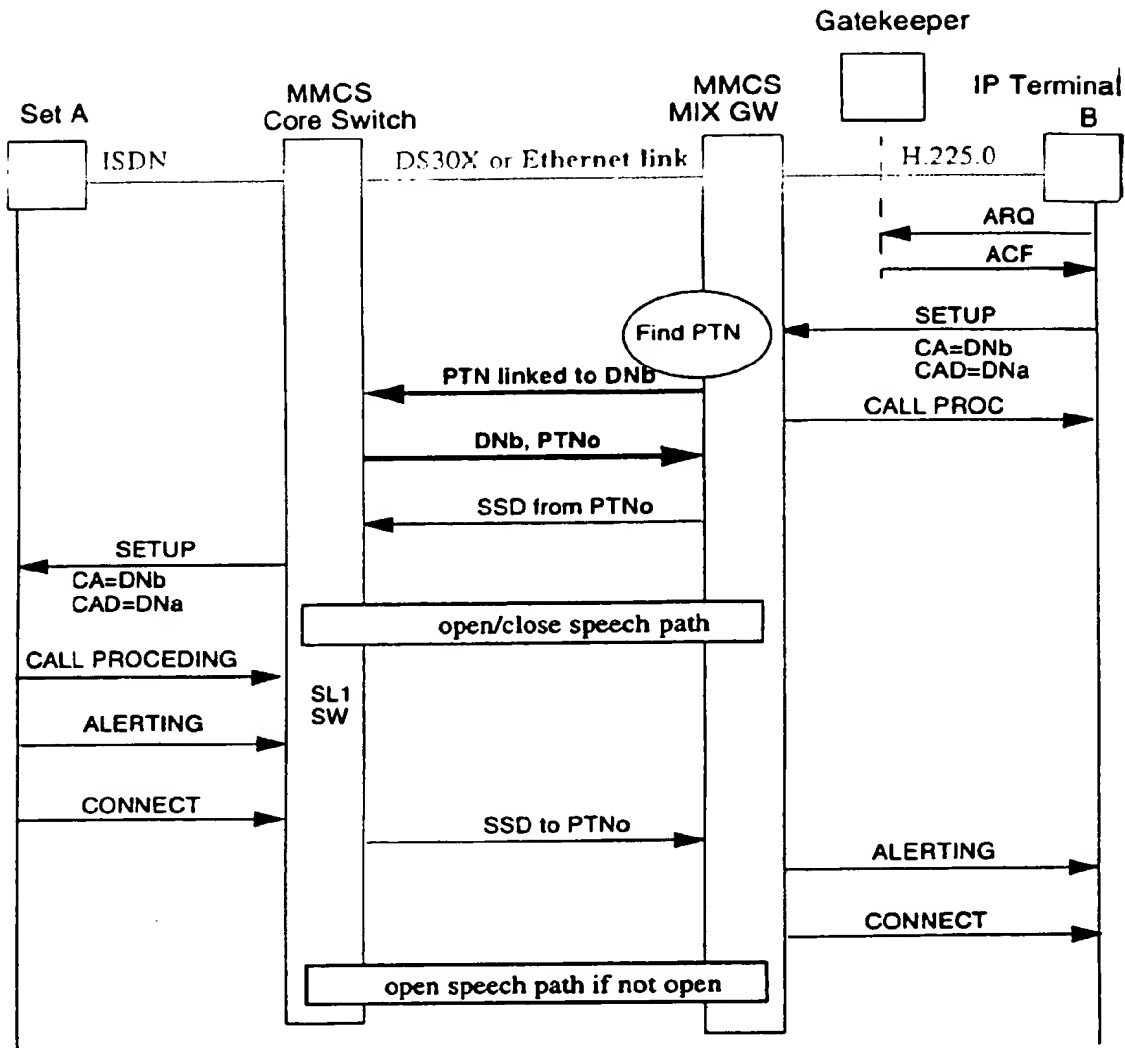 Gatekeeper
Set A
MMCS
Core Switch
MMCS
MIX GW
IP Terminal
B
ISDN
DS30X or Ethernet link
H.225.0
ARQ
ACF
Find PTN
SETUP
CA=DNb
CAD=DNa
PTN linked to DNb
CALL PROC
DNb, PTNo
SSD from PTNo
SETUP
CA=DNb
CAD=DNa
open/close speech path
CALL PROCEDING
SL1
SW
ALERTING
CONNECT
SSD to PTNo
ALERTING
CONNECT
open speech path if not open